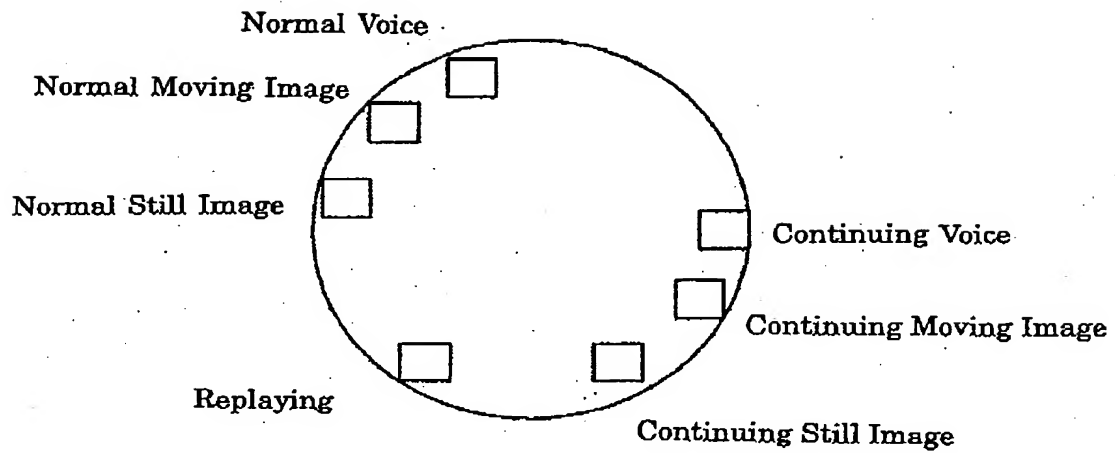 Normal Voice
Normal Moving Image
Normal Still Image
Continuing Voice
Continuing Moving Image
Replaying
Continuing Still Image